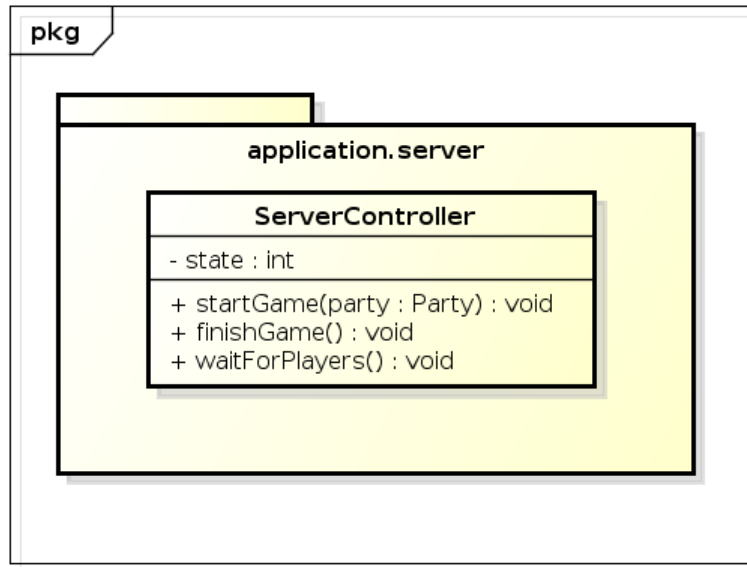 pkg
application.server
ServerController
- state : int
+ startGame(party : Party) : void
+ finishGame() : void
+ waitForPlayers() : void